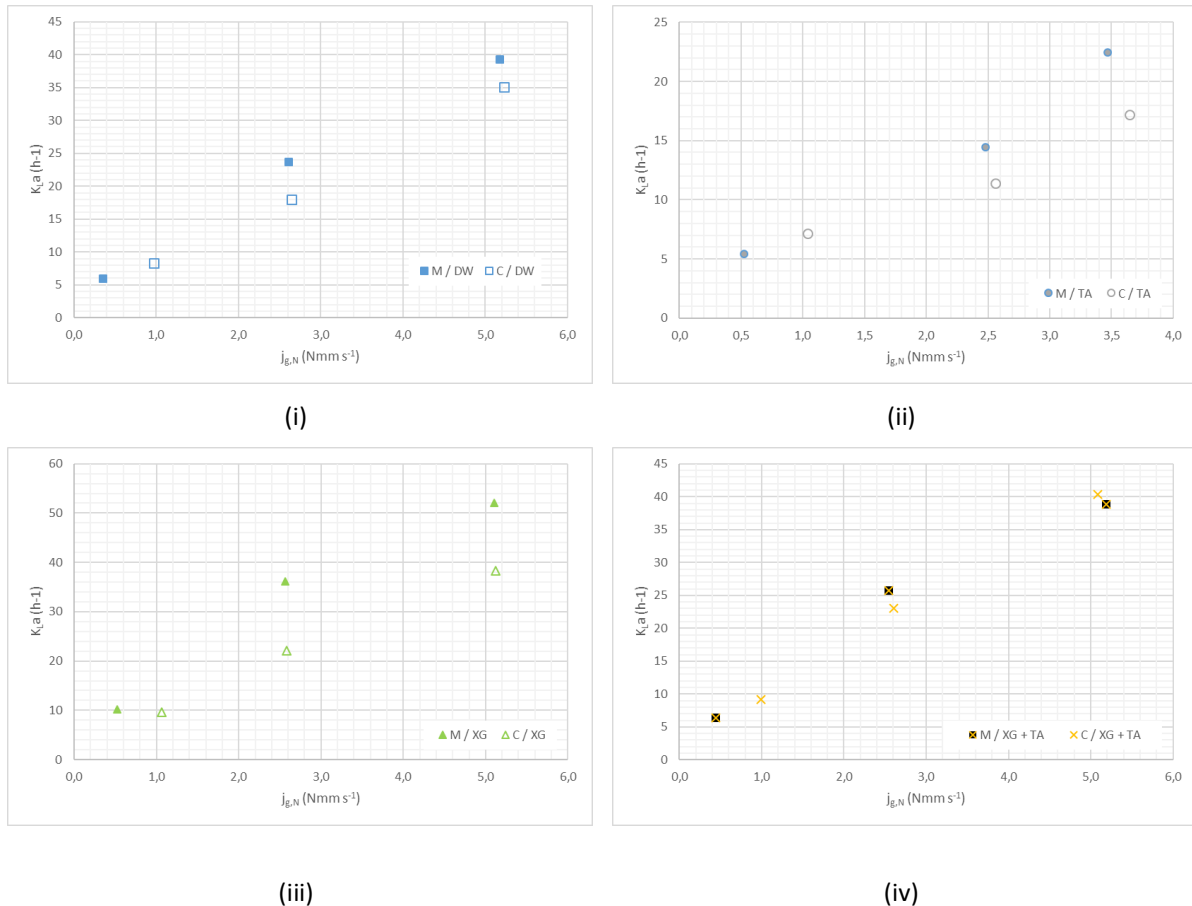 45
40
35
30
25
20
15
10
5
0
KLa (h-1)
0,0 1,0 2,0 3,0 4,0 5,0 6,0
jg,N (Nmm s-1)
M / DW C / DW
(i)
25
20
15
10
5
0
KLa (h-1)
0,0 0,5 1,0 1,5 2,0 2,5 3,0 3,5 4,0
jg,N (Nmm s-1)
M / TA C / TA
(ii)
60
50
40
30
20
10
0
KLa (h-1)
0,0 1,0 2,0 3,0 4,0 5,0 6,0
jg,N (Nmm s-1)
M / XG C / XG
(iii)
45
40
35
30
25
20
15
10
5
0
KLa (h-1)
0,0 1,0 2,0 3,0 4,0 5,0 6,0
jg,N (Nmm s-1)
M / XG + TA C / XG + TA
(iv)